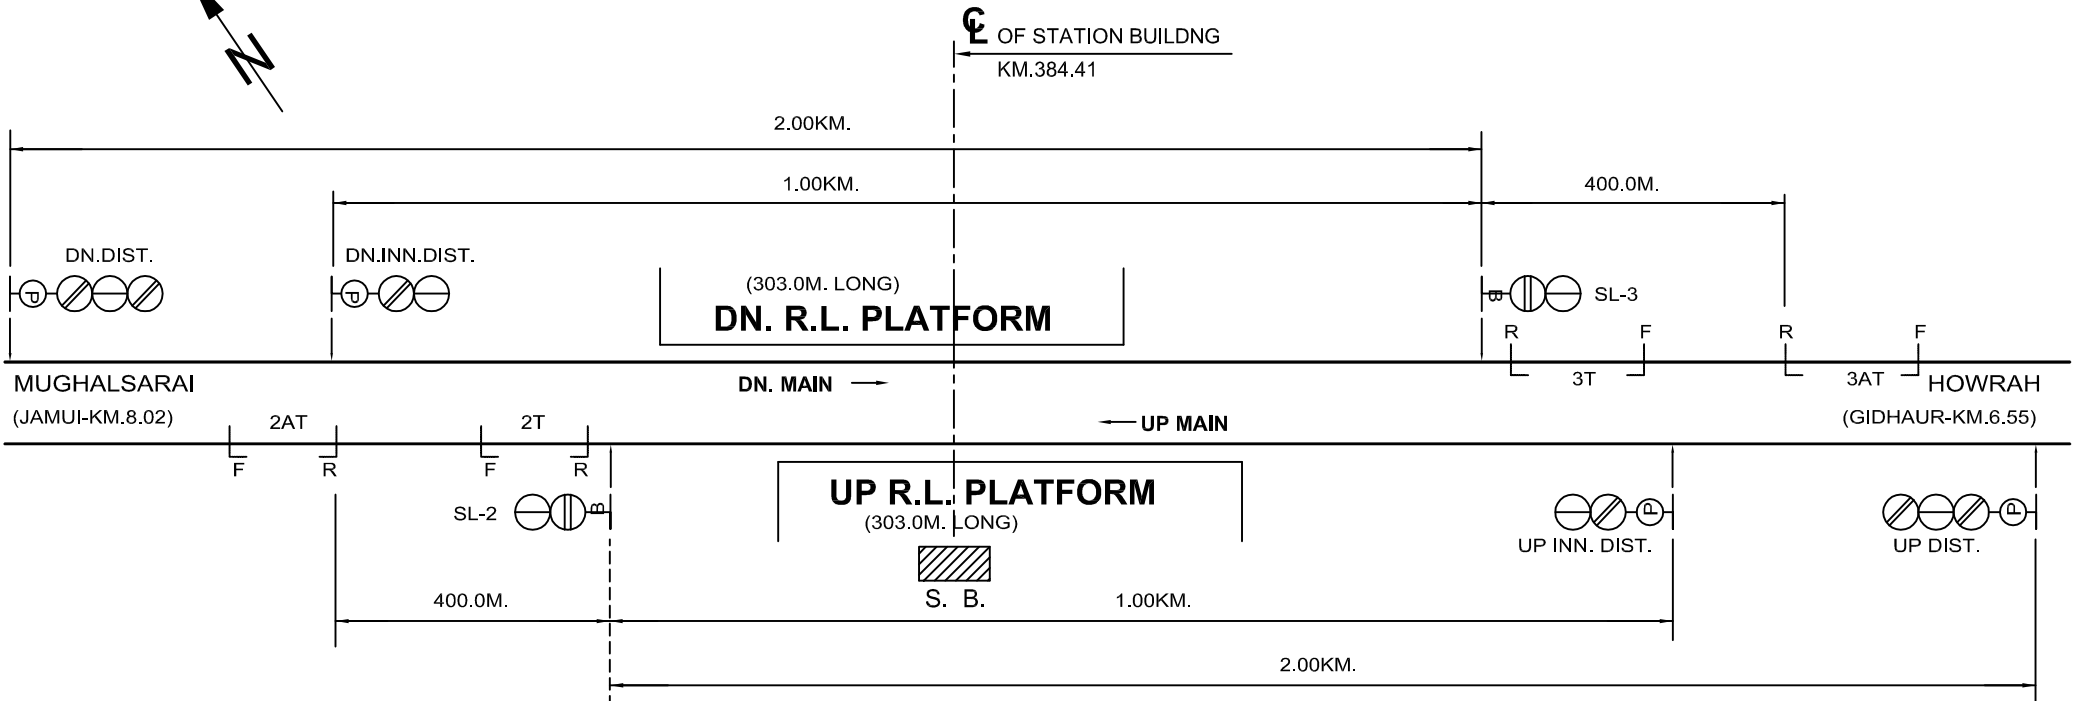 N
℄ OF STATION BUILDNG
KM.384.41
2.00KM.
1.00KM.
400.0M.
DN.DIST.
DN.INN.DIST.
P
P
(303.0M. LONG)
DN. R.L. PLATFORM
B
SL-3
R
F
R
F
3T
3AT
MUGHALSARAI
(JAMUI-KM.8.02)
DN. MAIN
HOWRAH
(GIDHAUR-KM.6.55)
UP MAIN
2AT
2T
F
R
F
R
SL-2
B
UP R.L. PLATFORM
(303.0M. LONG)
P
P
UP INN. DIST.
UP DIST.
S. B.
400.0M.
1.00KM.
2.00KM.